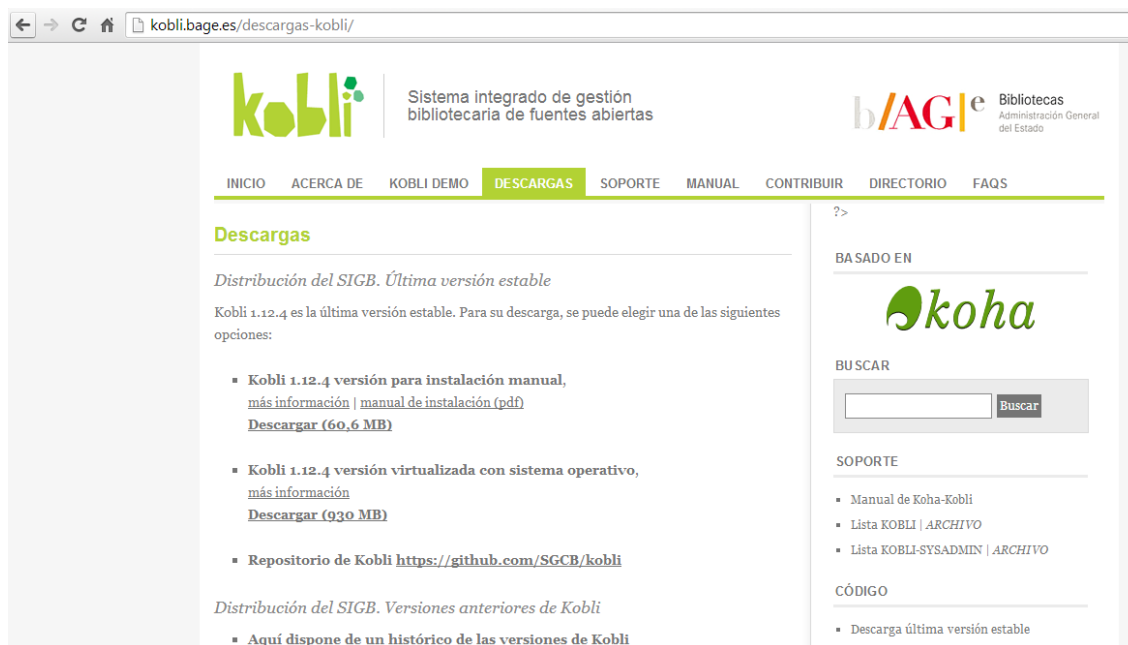 kobli.bage.es/descargas-kobli/
kobli
Sistema integrado de gestión
bibliotecaria de fuentes abiertas
b/AG|e
Bibliotecas
Administración General
del Estado
INICIO ACERCA DE KOBLI DEMO DESCARGAS SOPORTE MANUAL CONTRIBUIR DIRECTORIO FAQS
Descargas
Distribución del SIGB. Última versión estable
Kobli 1.12.4 es la última versión estable. Para su descarga, se puede elegir una de las siguientes
opciones:
Kobli 1.12.4 versión para instalación manual,
más información | manual de instalación (pdf)
Descargar (60,6 MB)
Kobli 1.12.4 versión virtualizada con sistema operativo,
más información
Descargar (930 MB)
Repositorio de Kobli https://github.com/SGCB/kobli
Distribución del SIGB. Versiones anteriores de Kobli
Aquí dispone de un histórico de las versiones de Kobli
?>
BASADO EN
koha
BUSCAR
Buscar
SOPORTE
Manual de Koha-Kobli
Lista KOBLI | ARCHIVO
Lista KOBLI-SYSADMIN | ARCHIVO
CÓDIGO
Descarga última versión estable